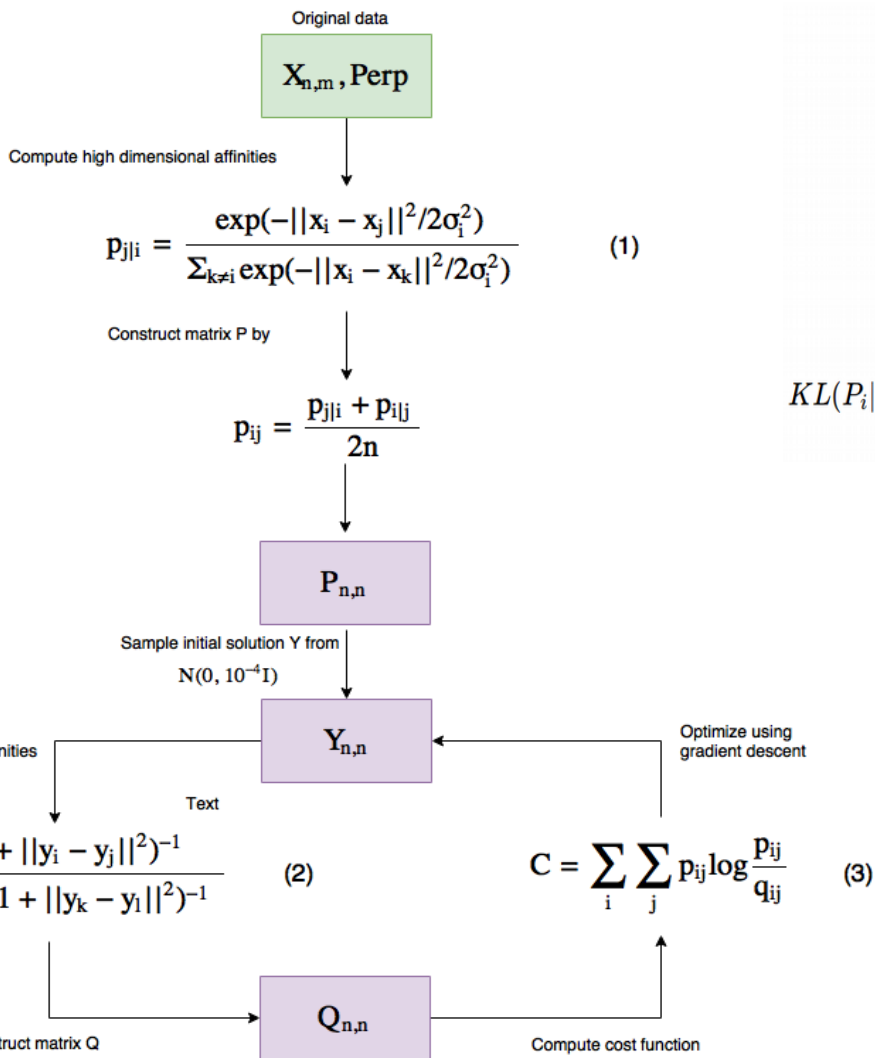 Original data
Xn,m, Perp
Compute high dimensional affinities
pj|i = exp(−||xi − xj||²/2σi²) / Σk≠i exp(−||xi − xk||²/2σi²) (1)
Construct matrix P by
KL(Pi|
pij = (pj|i + pi|j) / 2n
Pn,n
Sample initial solution Y from
N(0, 10⁻⁴I)
Yn,n
Optimize using
gradient descent
nities
Text
+ ||yi − yj||²)⁻¹
1 + ||yk − yl||²)⁻¹
(2)
C = Σi Σj pij log pij/qij (3)
Qn,n
truct matrix Q
Compute cost function